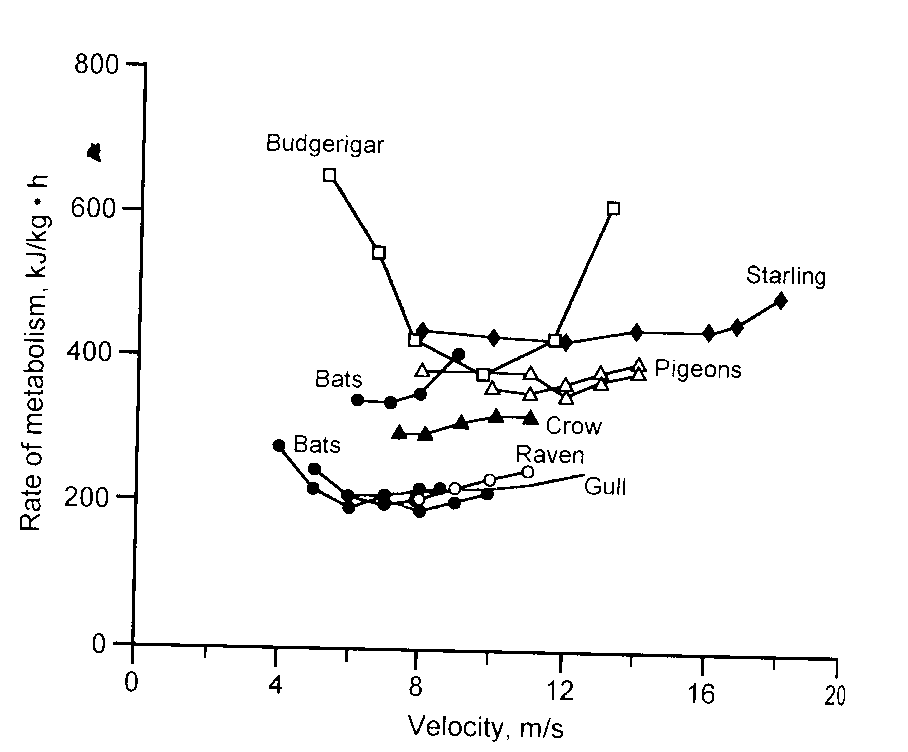 800
600
400
200
0
Rate of metabolism, kJ/kg • h
Budgerigar
Starling
Bats
Pigeons
Crow
Bats
Raven
Gull
0
4
8
12
16
20
Velocity, m/s